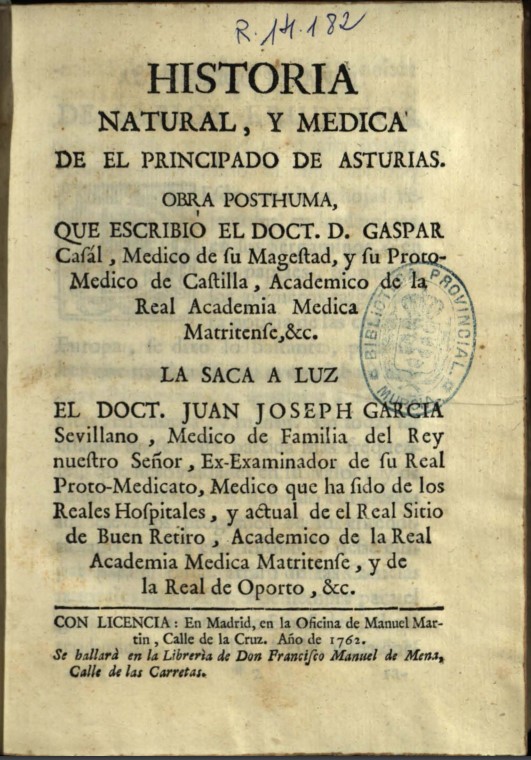 R. 14. 182
HISTORIA
NATURAL, Y MEDICA
DE EL PRINCIPADO DE ASTURIAS.
OBRA POSTHUMA,
QUE ESCRIBIÒ EL DOCT. D. GASPAR
Casál, Medico de ſu Mageſtad, y ſu Proto-
Medico de Caſtilla, Academico de la
Real Academia Medica
Matritenſe, &c.
LA SACA A LUZ
EL DOCT. JUAN JOSEPH GARCIA
Sevillano, Medico de Familia del Rey
nueſtro Señor, Ex-Examinador de ſu Real
Proto-Medicato, Medico que ha ſido de los
Reales Hoſpitales, y actual de el Real Sitio
de Buen Retiro, Academico de la Real
Academia Medica Matritenſe, y de
la Real de Oporto, &c.
CON LICENCIA: En Madrid, en la Oficina de Manuel Mar-
tin, Calle de la Cruz. Año de 1762.
Se hallarà en la Librerìa de Don Franciſco Manuel de Mena,
Calle de las Carretas.
BIBLIOTECA PROVINCIAL